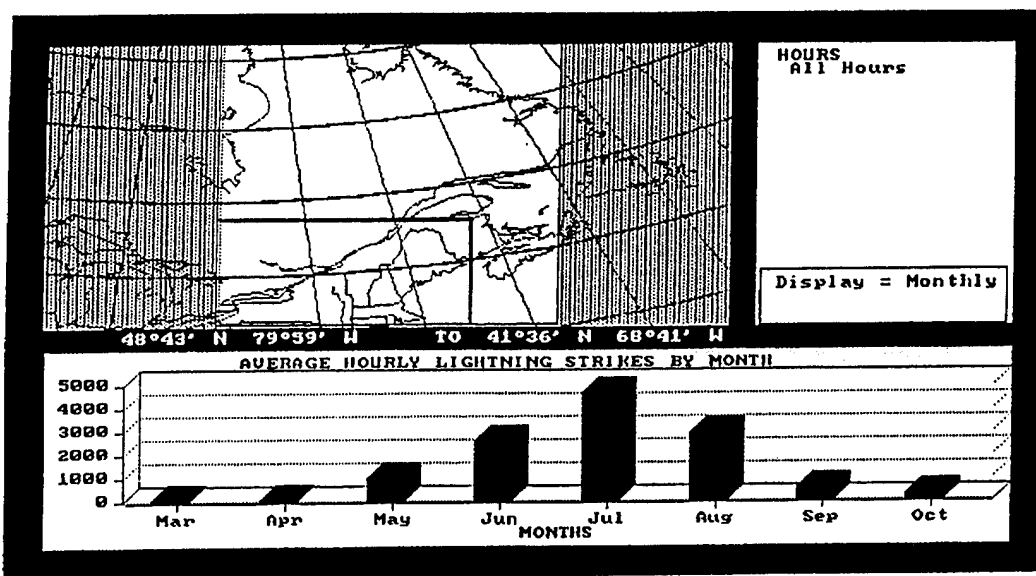 HOURS
All Hours
Display = Monthly
48°43' N 79°59' W TO 41°36' N 68°41' W
AVERAGE HOURLY LIGHTNING STRIKES BY MONTH
5000
4000
3000
2000
1000
0
Mar Apr May Jun Jul Aug Sep Oct
MONTHS